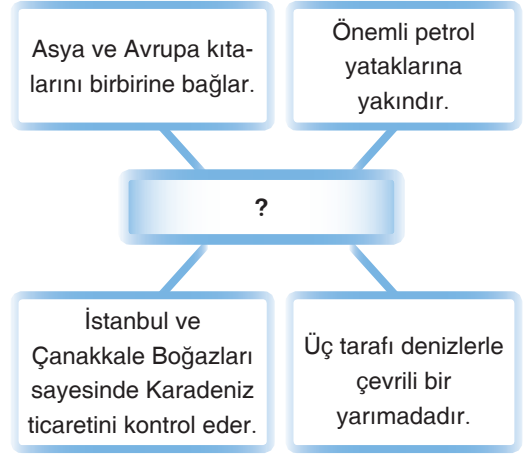 Asya ve Avrupa kıta-
larını birbirine bağlar.
Önemli petrol
yataklarına
yakındır.
?
İstanbul ve
Çanakkale Boğazları
sayesinde Karadeniz
ticaretini kontrol eder.
Üç tarafı denizlerle
çevrili bir
yarımadadır.